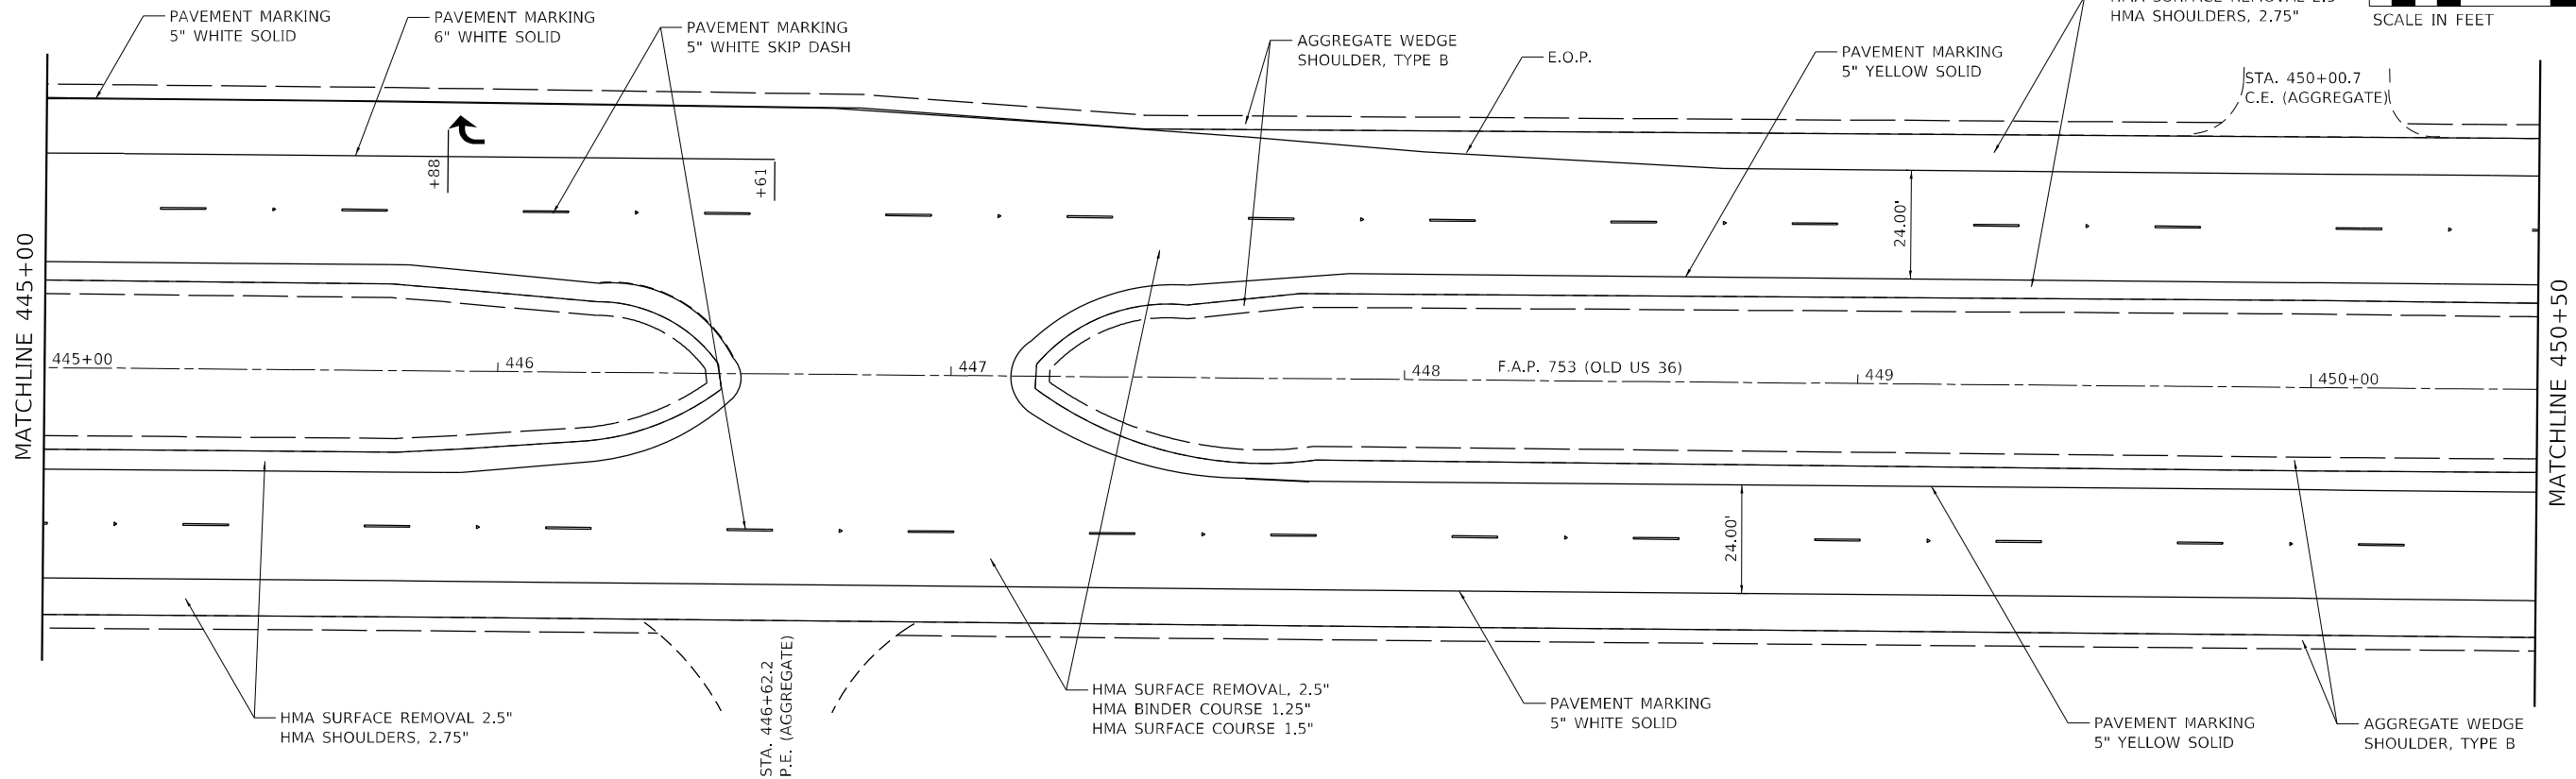 PAVEMENT MARKING
5" WHITE SOLID
PAVEMENT MARKING
6" WHITE SOLID
PAVEMENT MARKING
5" WHITE SKIP DASH
AGGREGATE WEDGE
SHOULDER, TYPE B
E.O.P.
PAVEMENT MARKING
5" YELLOW SOLID
HMA SURFACE REMOVAL 2.5"
HMA SHOULDERS, 2.75"
SCALE IN FEET
STA. 450+00.7
C.E. (AGGREGATE)
+88
+61
24.00'
MATCHLINE 445+00
445+00
446
447
448
F.A.P. 753 (OLD US 36)
449
450+00
MATCHLINE 450+50
24.00'
HMA SURFACE REMOVAL 2.5"
HMA SHOULDERS, 2.75"
STA. 446+62.2
P.E. (AGGREGATE)
HMA SURFACE REMOVAL, 2.5"
HMA BINDER COURSE 1.25"
HMA SURFACE COURSE 1.5"
PAVEMENT MARKING
5" WHITE SOLID
PAVEMENT MARKING
5" YELLOW SOLID
AGGREGATE WEDGE
SHOULDER, TYPE B